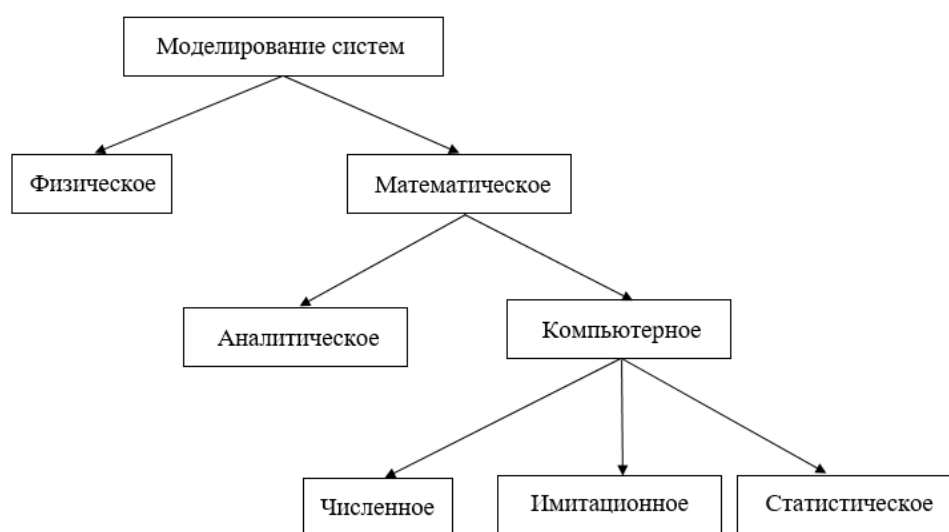 Моделирование систем
Физическое
Математическое
Аналитическое
Компьютерное
Численное
Имитационное
Статистическое